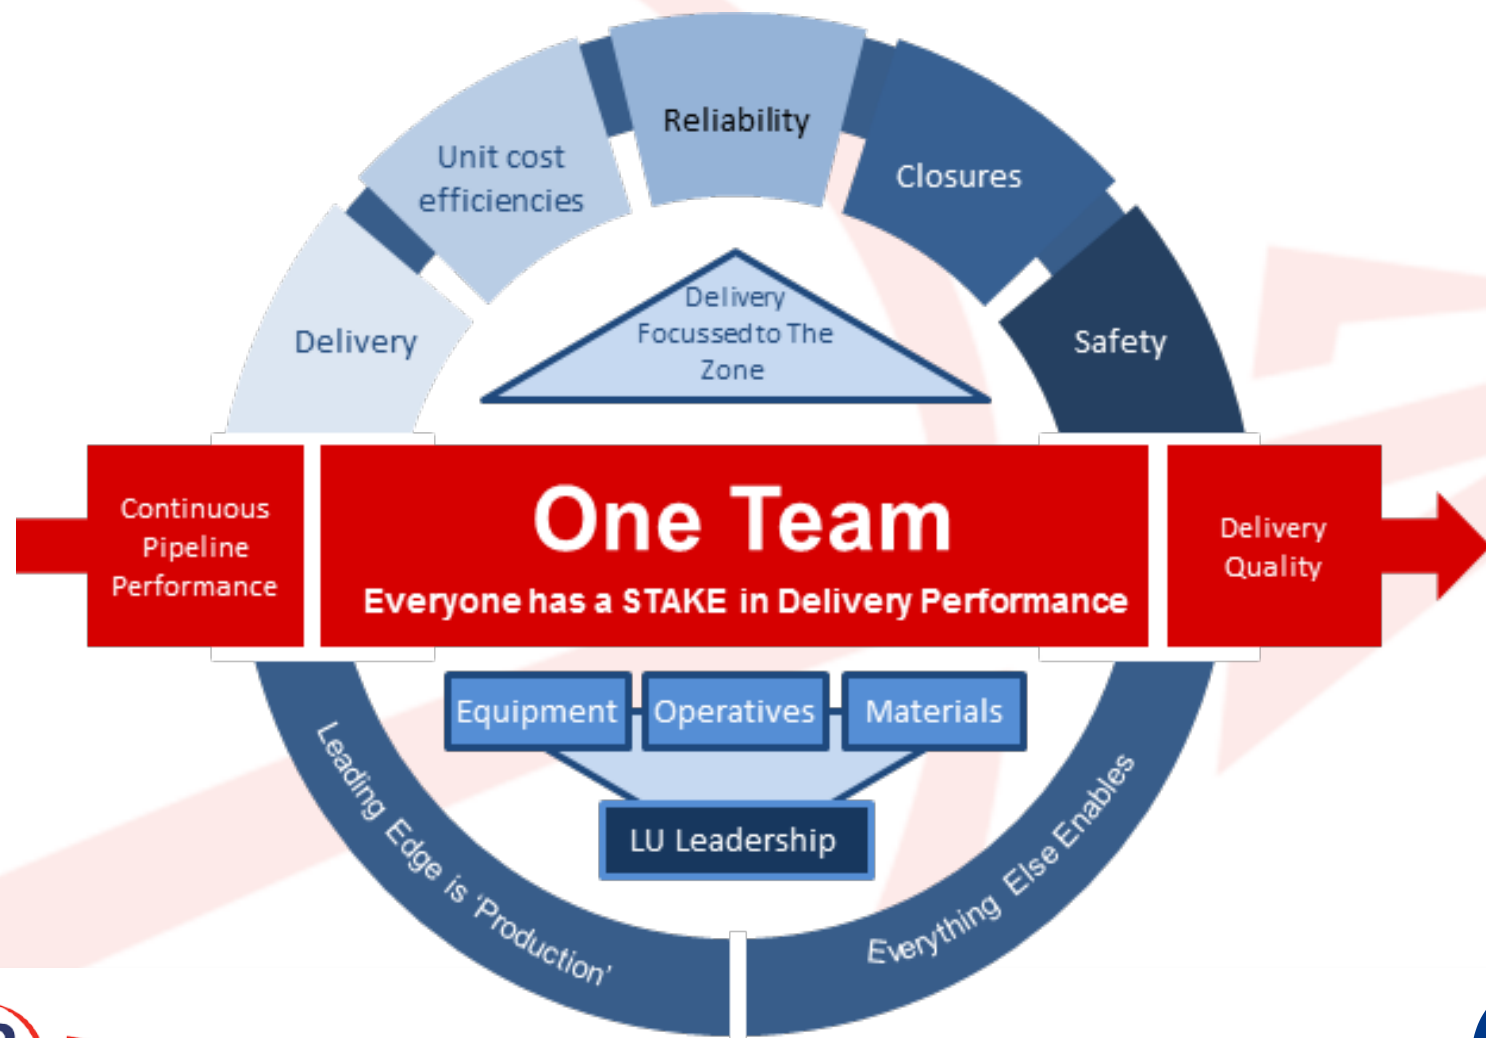 Reliability
Unit cost
efficiencies
Closures
Delivery
Safety
Delivery
Focussed to The
Zone
Continuous
Pipeline
Performance
One Team
Everyone has a STAKE in Delivery Performance
Delivery
Quality
Equipment
Operatives
Materials
LU Leadership
Leading Edge is ‘Production’
Everything Else Enables